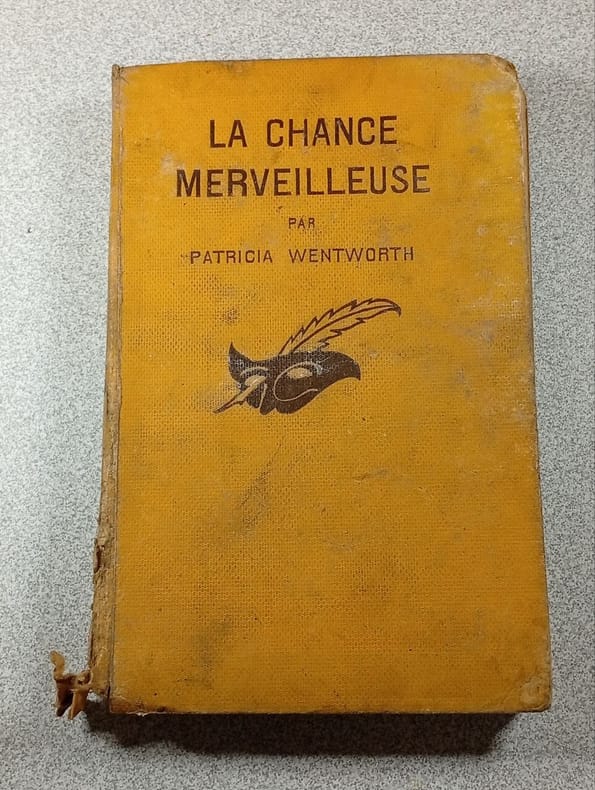 LA CHANCE
MERVEILLEUSE
PAR
PATRICIA WENTWORTH